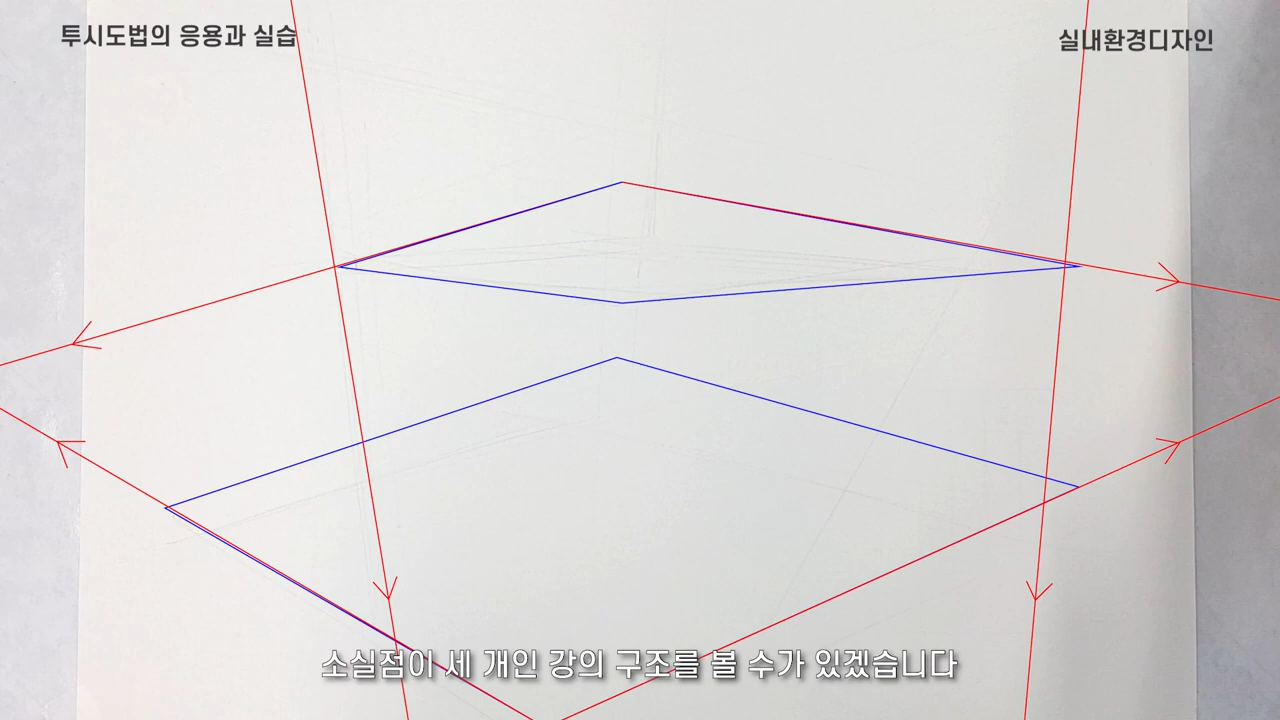 투시도법의 응용과 실습
실내환경디자인
소실점이 세 개인 강의 구조를 볼 수가 있겠습니다